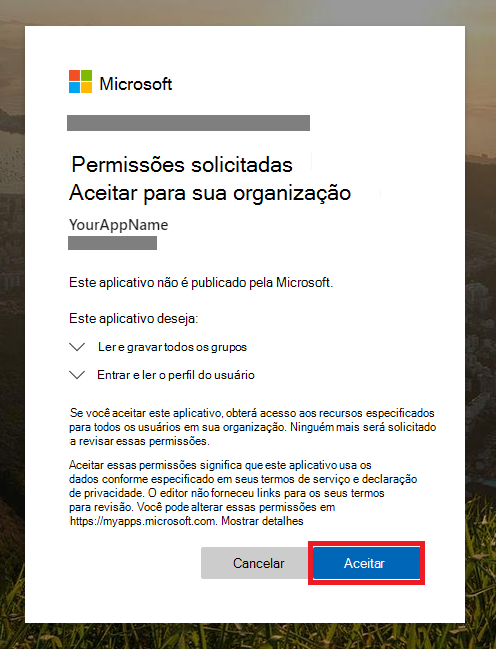 Microsoft
Permissões solicitadas
Aceitar para sua organização
YourAppName
Este aplicativo não é publicado pela Microsoft.
Este aplicativo deseja:
Ler e gravar todos os grupos
Entrar e ler o perfil do usuário
Se você aceitar este aplicativo, obterá acesso aos recursos especificados
para todos os usuários em sua organização. Ninguém mais será solicitado
a revisar essas permissões.
Aceitar essas permissões significa que este aplicativo usa os
dados conforme especificado em seus termos de serviço e declaração
de privacidade. O editor não forneceu links para os seus termos
para revisão. Você pode alterar essas permissões em
https://myapps.microsoft.com. Mostrar detalhes
Cancelar
Aceitar